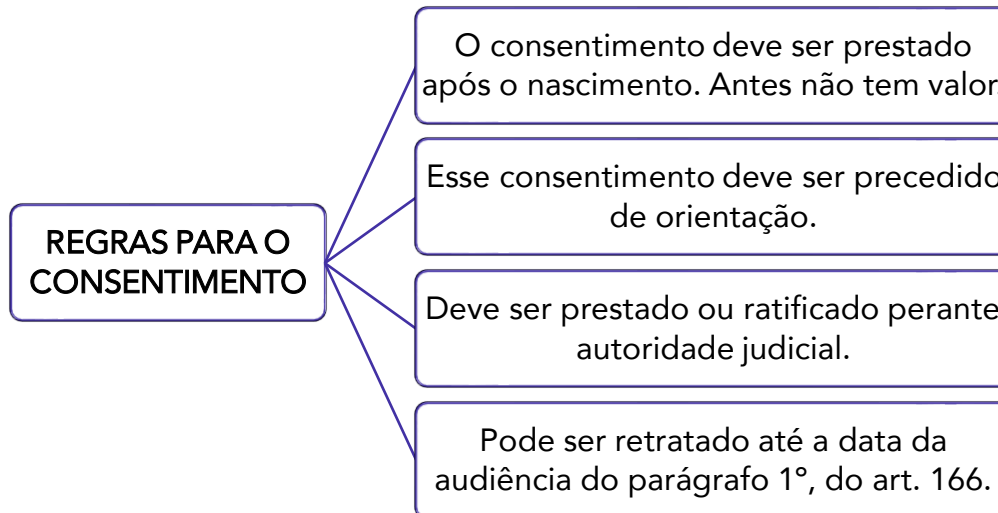 O consentimento deve ser prestado
após o nascimento. Antes não tem valor.
Esse consentimento deve ser precedido
de orientação.
REGRAS PARA O
CONSENTIMENTO
Deve ser prestado ou ratificado perante
autoridade judicial.
Pode ser retratado até a data da
audiência do parágrafo 1º, do art. 166.